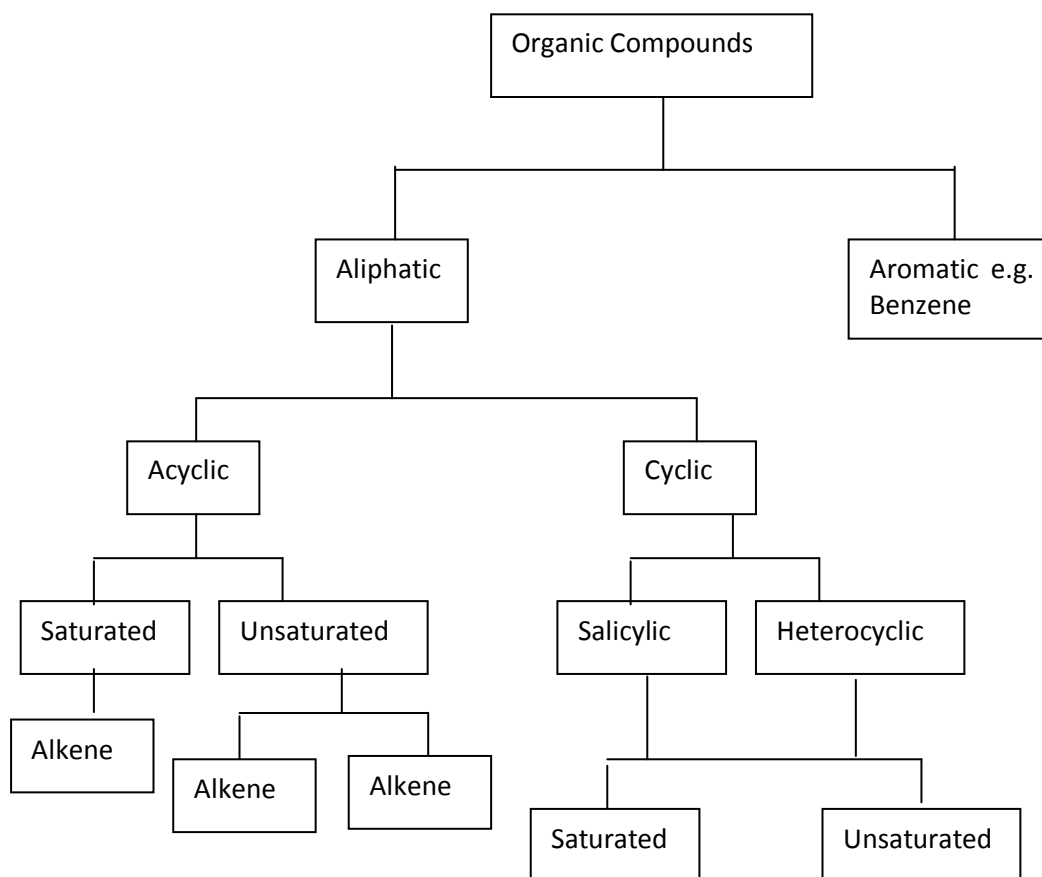 Organic Compounds
Aliphatic
Aromatic e.g.
Benzene
Acyclic
Cyclic
Saturated
Unsaturated
Salicylic
Heterocyclic
Alkene
Alkene
Alkene
Saturated
Unsaturated